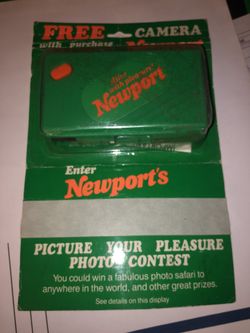 FREE CAMERA
with purchase
Newport's
Alive
with pleasure!
Newport
Enter
Newport's
PICTURE YOUR PLEASURE
PHOTO CONTEST
You could win a fabulous photo safari to
anywhere in the world, and other great prizes.
See details on this display